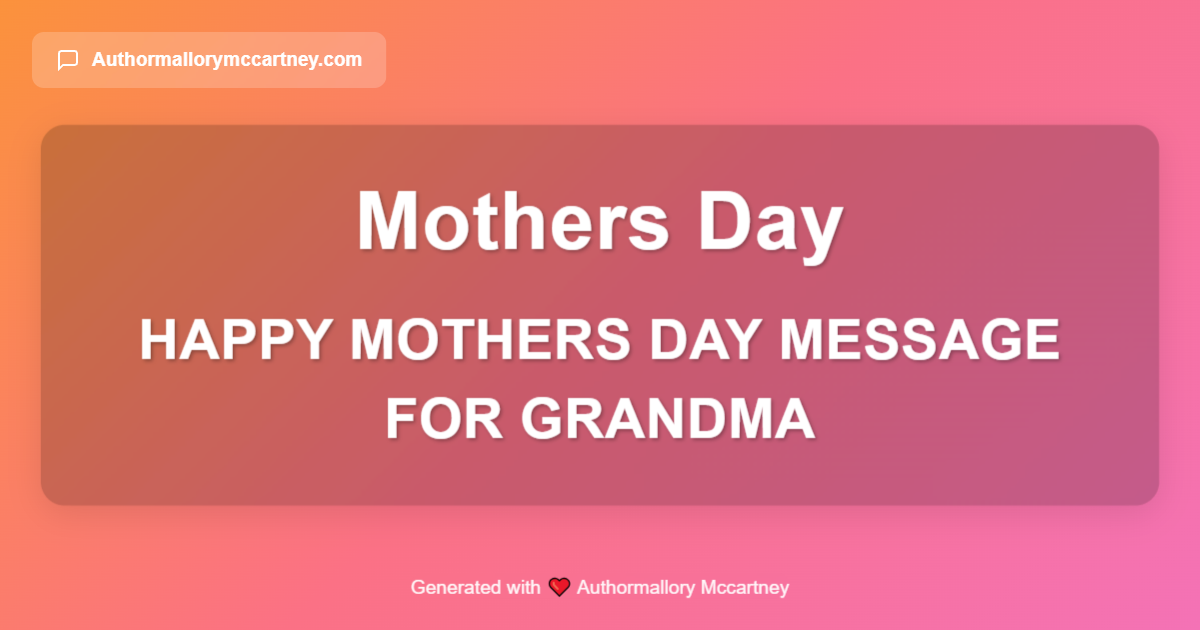 Authormallorymccartney.com
Mothers Day
HAPPY MOTHERS DAY MESSAGE
FOR GRANDMA
Generated with ❤️ Authormallory Mccartney